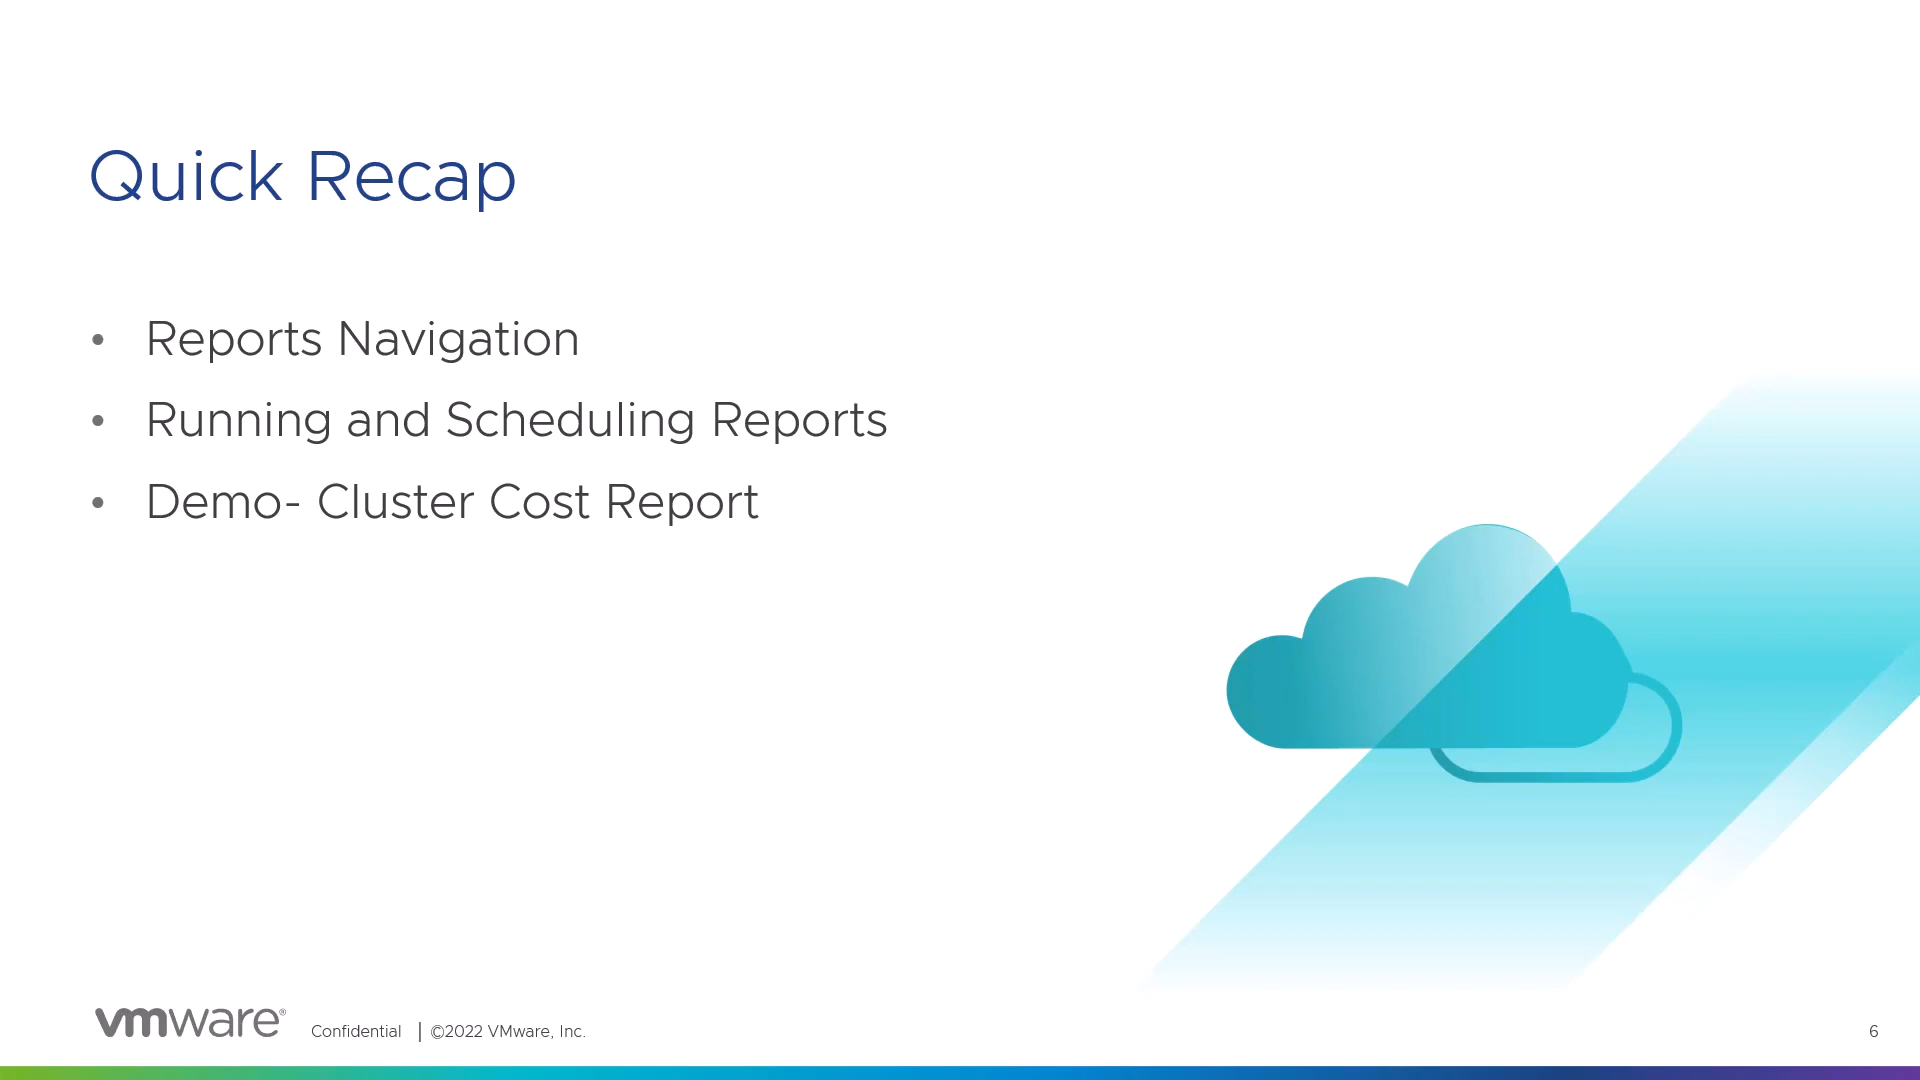 Quick Recap
• Reports Navigation
• Running and Scheduling Reports
• Demo- Cluster Cost Report
vmware® Confidential | ©2022 VMware, Inc. 6